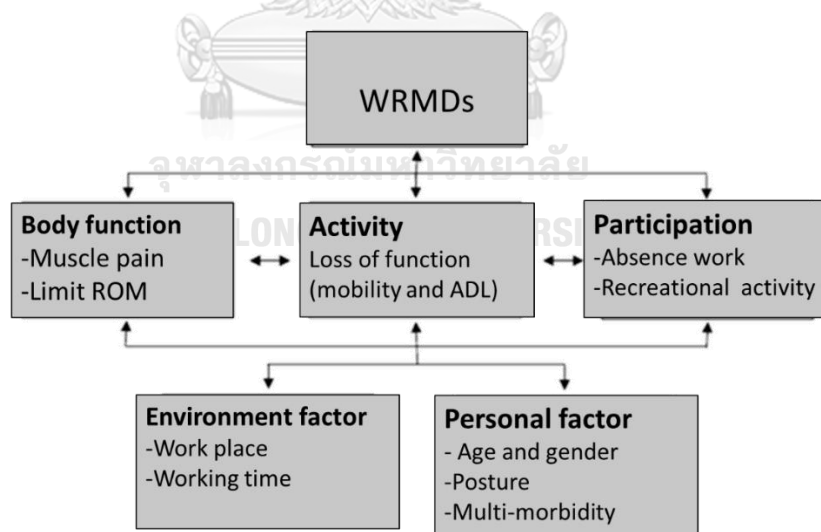 WRMDs
จุฬาลงกรณ์มหาวิทยาลัย
Body function
-Muscle pain
-Limit ROM
Activity
Loss of function
(mobility and ADL)
Participation
-Absence work
-Recreational activity
Environment factor
-Work place
-Working time
Personal factor
- Age and gender
-Posture
-Multi-morbidity